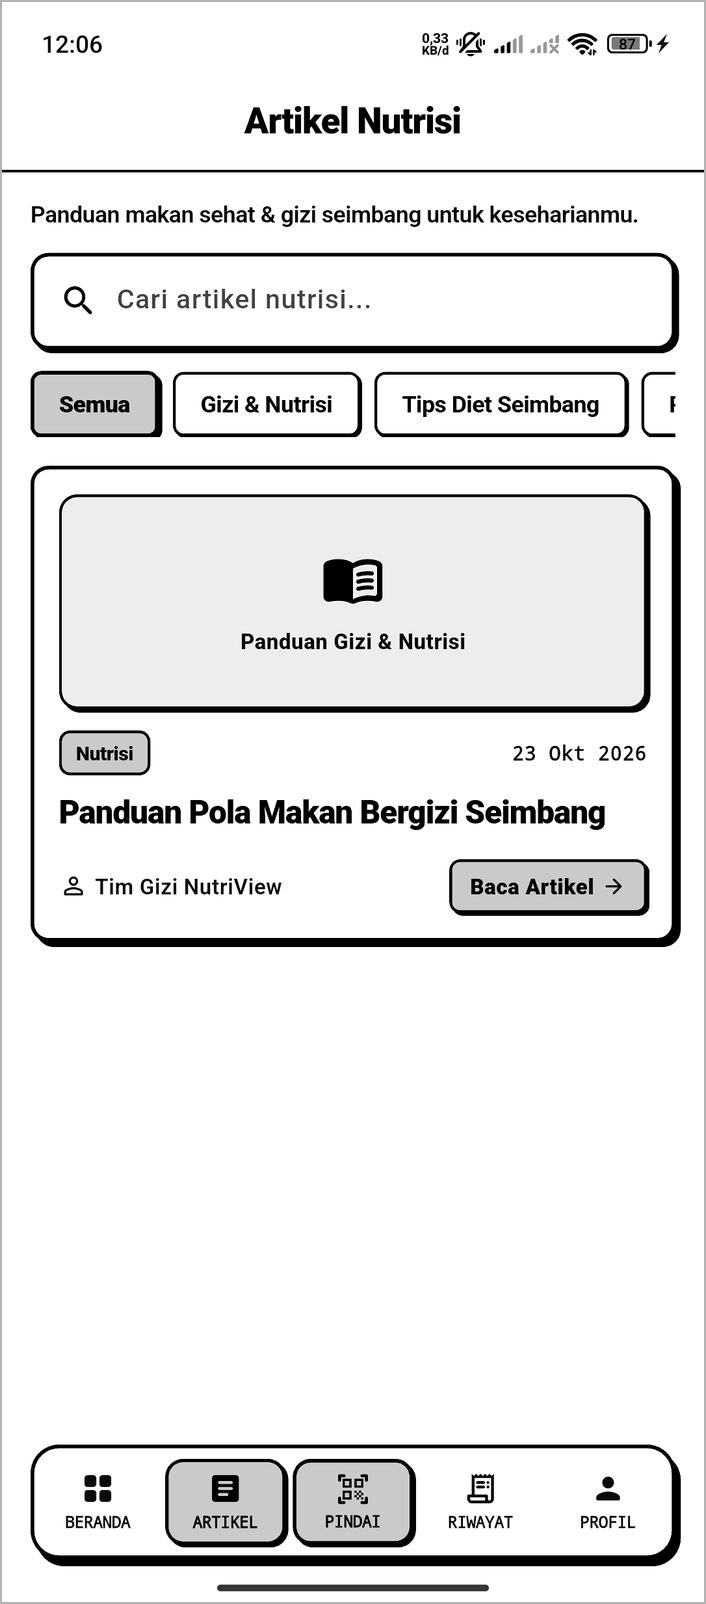 12:06
0,33
KB/d
87
Artikel Nutrisi
Panduan makan sehat & gizi seimbang untuk keseharianmu.
Cari artikel nutrisi...
Semua
Gizi & Nutrisi
Tips Diet Seimbang
Panduan Gizi & Nutrisi
Nutrisi
23 Okt 2026
Panduan Pola Makan Bergizi Seimbang
Tim Gizi NutriView
Baca Artikel →
BERANDA
ARTIKEL
PINDAI
RIWAYAT
PROFIL